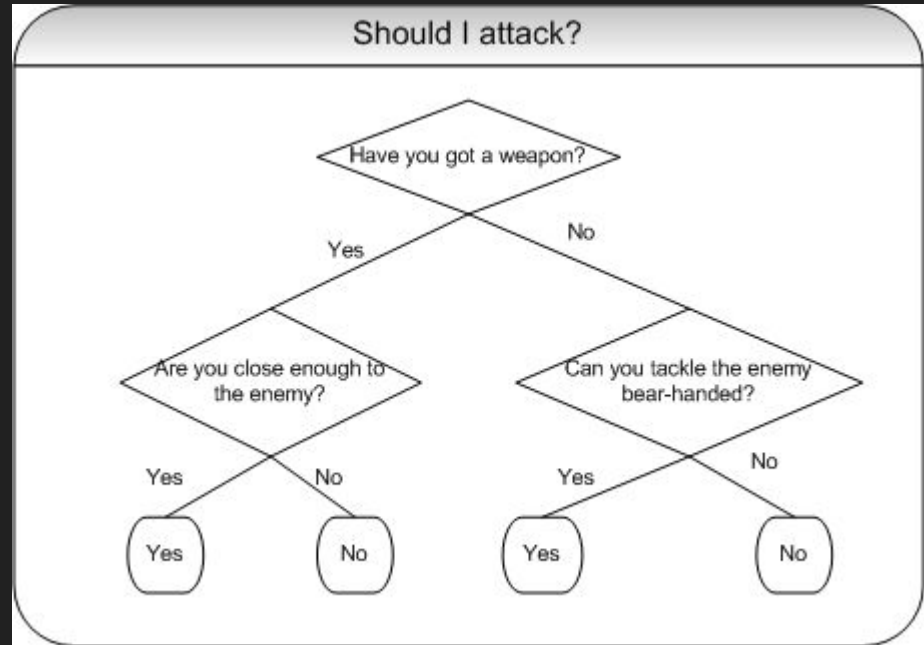 Should I attack?
Have you got a weapon?
Yes
No
Are you close enough to
the enemy?
Can you tackle the enemy
bear-handed?
Yes
No
Yes
No
Yes
No
Yes
No